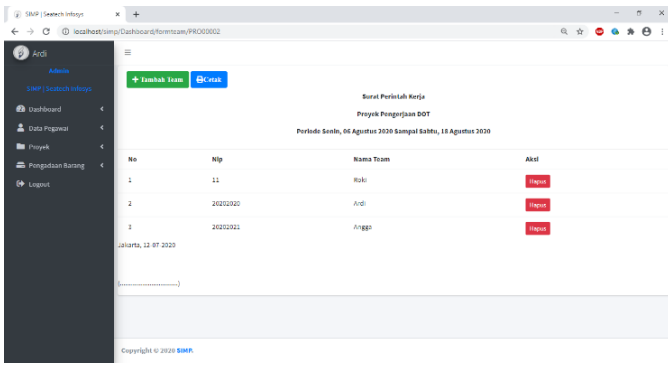 SIMP | Seatech Infosys
localhost/simp/Dashboard/formteam/PRO00002
Ardi
Admin
SIMP | Seatech Infosys
Dashboard
Data Pegawai
Proyek
Pengadaan Barang
Logout
+ Tambah Team
Cetak
Surat Perintah Kerja
Proyek Pengerjaan DOT
Periode Senin, 06 Agustus 2020 Sampai Sabtu, 18 Agustus 2020
No Nip Nama Team Aksi
1 11 Raki Hapus
2 20202020 Ardi Hapus
3 20202021 Angga Hapus
Jakarta, 12-07-2020
(..............................)
Copyright © 2020 SIMP.